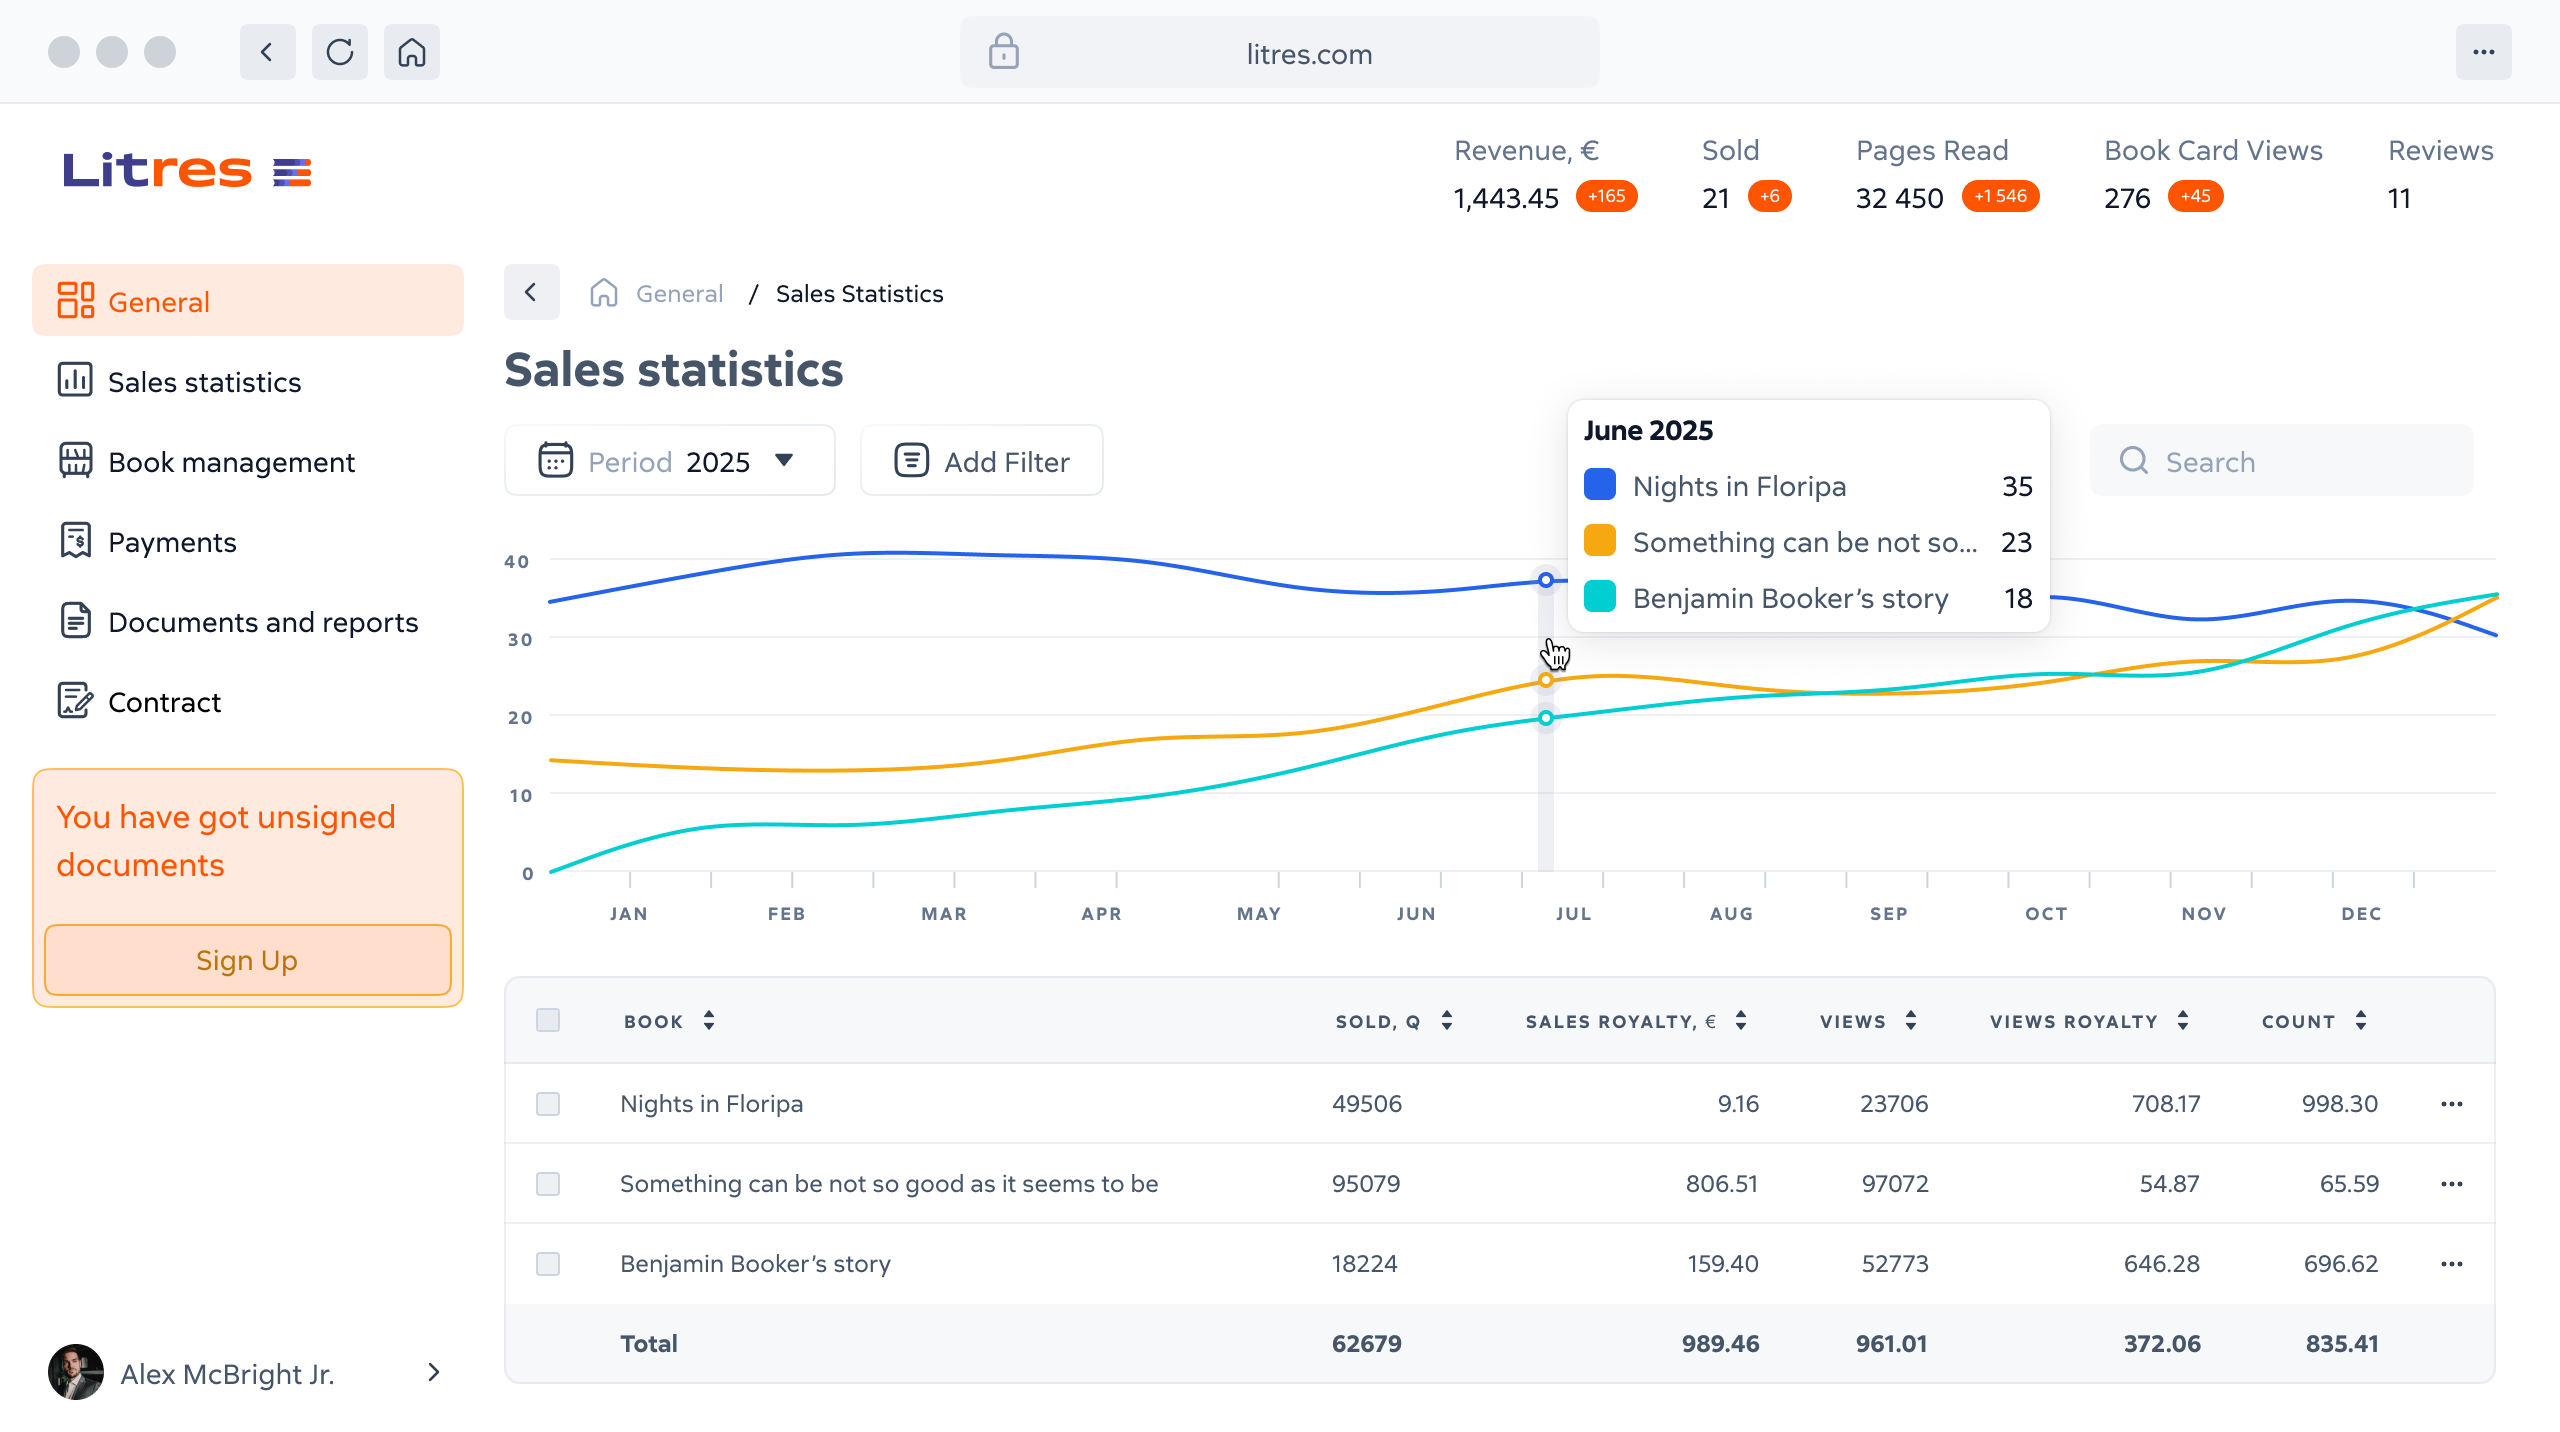 litres.com
Litres
Revenue, € Sold Pages Read Book Card Views Reviews
1,443.45 +165 21 +6 32 450 +1 546 276 +45 11
General
Sales statistics
Book management
Payments
Documents and reports
Contract
You have got unsigned
documents
Sign Up
Alex McBright Jr.
General / Sales Statistics
Sales statistics
Period 2025
Add Filter
Search
June 2025
Nights in Floripa 35
Something can be not so... 23
Benjamin Booker’s story 18
40
30
20
10
0
JAN FEB MAR APR MAY JUN JUL AUG SEP OCT NOV DEC
BOOK SOLD, Q SALES ROYALTY, € VIEWS VIEWS ROYALTY COUNT
Nights in Floripa 49506 9.16 23706 708.17 998.30
Something can be not so good as it seems to be 95079 806.51 97072 54.87 65.59
Benjamin Booker’s story 18224 159.40 52773 646.28 696.62
Total 62679 989.46 961.01 372.06 835.41